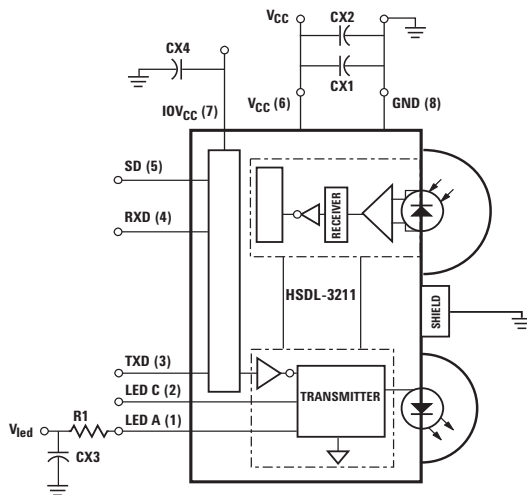 VCC
CX2
CX4
CX1
VCC (6)
GND (8)
IOVCC (7)
SD (5)
RXD (4)
RECEIVER
HSDL-3211
SHIELD
TXD (3)
LED C (2)
TRANSMITTER
R1
LED A (1)
Vled
CX3